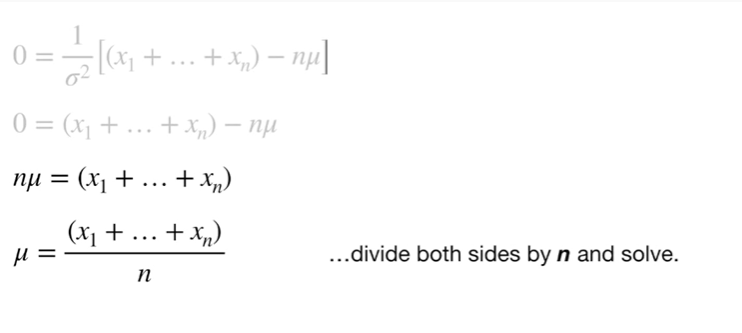 0 = 1/σ² [(x₁ + … + xₙ) − nμ]
0 = (x₁ + … + xₙ) − nμ
nμ = (x₁ + … + xₙ)
μ = (x₁ + … + xₙ)/n …divide both sides by n and solve.